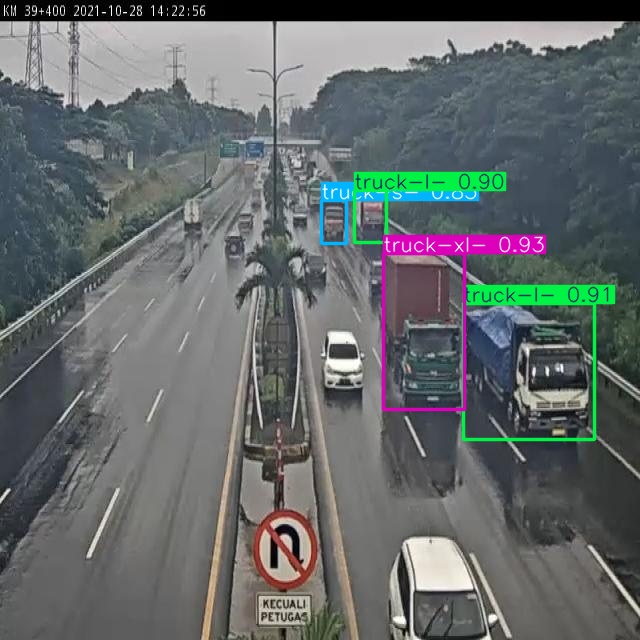 KM 39+400 2021-10-28 14:22:56
truck-l- 0.90
truck-s- 0.83
truck-xl- 0.93
truck-l- 0.91
KECUALI
PETUGAS